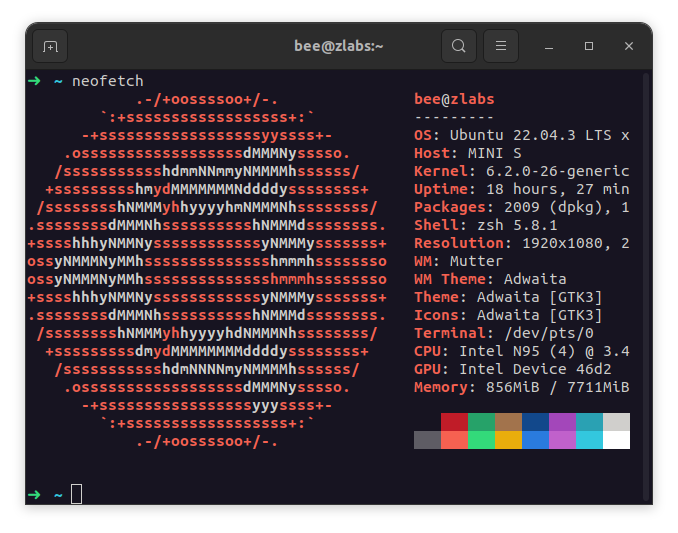 bee@zlabs:~
➜ ~ neofetch
            .-/+oossssoo+/-.               bee@zlabs
        `:+ssssssssssssssssss+:`           ---------
      -+ssssssssssssssssssyyssss+-         OS: Ubuntu 22.04.3 LTS x
    .ossssssssssssssssssdMMMNysssso.       Host: MINI S
   /ssssssssssshdmmNNmmyNMMMMhssssss/      Kernel: 6.2.0-26-generic
  +ssssssssshmydMMMMMMMNddddyssssssss+     Uptime: 18 hours, 27 min
 /sssssssshNMMMyhhyyyyhmNMMMNhssssssss/    Packages: 2009 (dpkg), 1
.ssssssssdMMMNhsssssssssshNMMMdssssssss.   Shell: zsh 5.8.1
+sssshhhyNMMNyssssssssssssyNMMMysssssss+   Resolution: 1920x1080, 2
ossyNMMMNyMMhsssssssssssssshmmmhssssssso   WM: Mutter
ossyNMMMNyMMhsssssssssssssshmmmhssssssso   WM Theme: Adwaita
+sssshhhyNMMNyssssssssssssyNMMMysssssss+   Theme: Adwaita [GTK3]
.ssssssssdMMMNhsssssssssshNMMMdssssssss.   Icons: Adwaita [GTK3]
 /sssssssshNMMMyhhyyyyhdNMMMNhssssssss/    Terminal: /dev/pts/0
  +sssssssssdmydMMMMMMMMddddyssssssss+     CPU: Intel N95 (4) @ 3.4
   /ssssssssssshdmNNNNmyNMMMMhssssss/      GPU: Intel Device 46d2
    .ossssssssssssssssssdMMMNysssso.       Memory: 856MiB / 7711MiB
      -+sssssssssssssssssyyyssss+-
        `:+ssssssssssssssssss+:`
            .-/+oossssoo+/-.
➜ ~